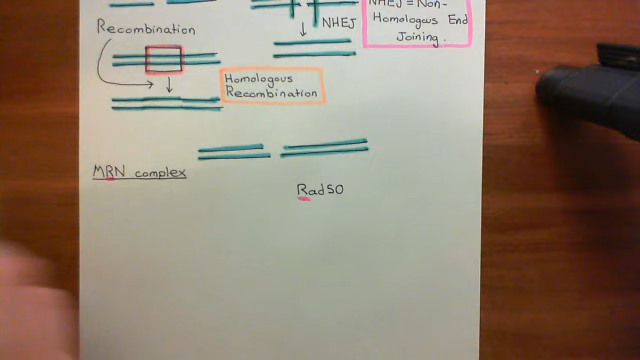 Recombination
NHEJ
NHEJ = Non-
Homologous End
Joining.
Homologous
Recombination
MRN complex
Rad50